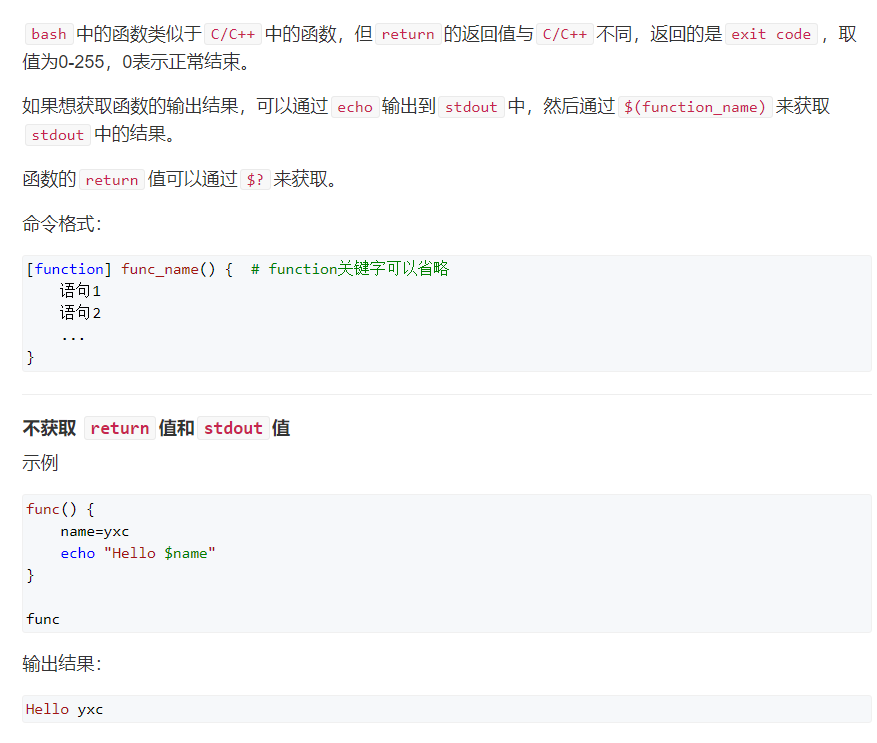 bash 中的函数类似于 C/C++ 中的函数，但 return 的返回值与 C/C++ 不同，返回的是 exit code ，取
值为0-255，0表示正常结束。
如果想获取函数的输出结果，可以通过 echo 输出到 stdout 中，然后通过 $(function_name) 来获取
stdout 中的结果。
函数的 return 值可以通过 $? 来获取。
命令格式：
[function] func_name() {  # function关键字可以省略
    语句1
    语句2
    ...
}
不获取 return 值和 stdout 值
示例
func() {
    name=yxc
    echo "Hello $name"
}
func
输出结果：
Hello yxc